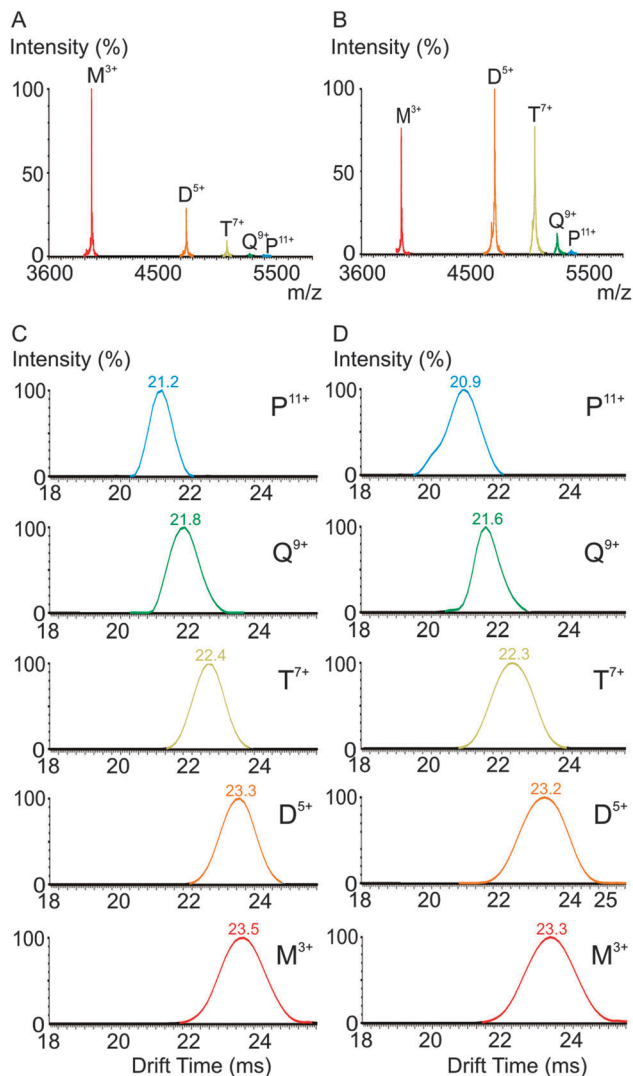 A
Intensity (%)
M3+
100
50
0
D5+
T7+
Q9+
P11+
3600
4500
5500
m/z
B
Intensity (%)
D5+
100
M3+
T7+
50
Q9+
P11+
0
3600
4500
5500
m/z
C
Intensity (%)
21.2
100
P11+
0
18 20 22 24
21.8
100
Q9+
0
18 20 22 24
22.4
100
T7+
0
18 20 22 24
23.3
100
D5+
0
18 20 22 24
23.5
100
M3+
0
18 20 22 24
Drift Time (ms)
D
Intensity (%)
20.9
100
P11+
0
18 20 22 24
21.6
100
Q9+
0
18 20 22 24
22.3
100
T7+
0
18 20 22 24
23.2
100
D5+
0
18 20 22 24 25
23.3
100
M3+
0
18 20 22 24
Drift Time (ms)